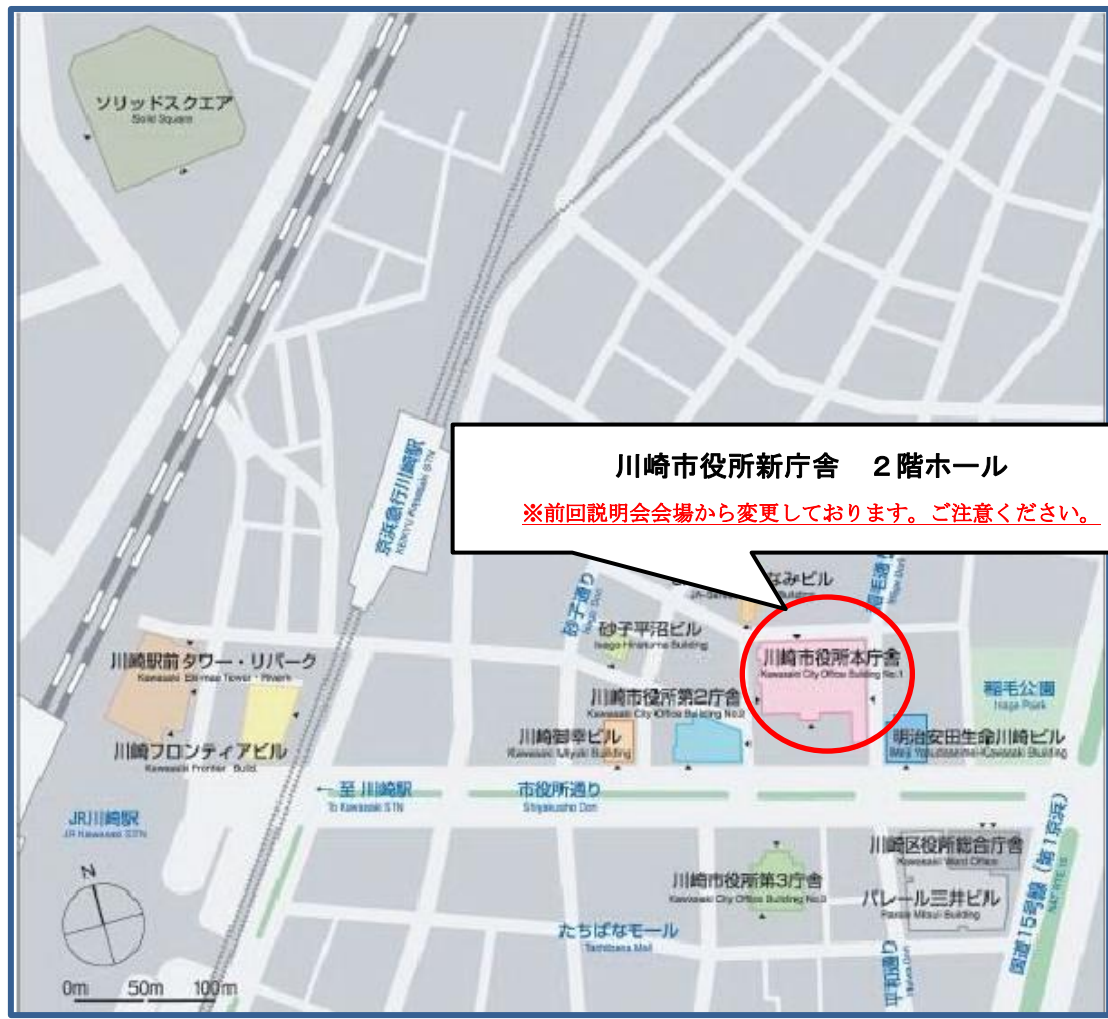 ソリッドスクエア
Solid Square
京浜急行川崎駅
KEIKYU Kawasaki STN
川崎市役所新庁舎　２階ホール
※前回説明会会場から変更しております。ご注意ください。
砂子通り
なみビル
Building
稲毛通り
砂子平沼ビル
Isago Hiranuma Building
川崎駅前タワー・リバーク
川崎市役所本庁舎
Kawasaki City Office Building No.1
稲毛公園
Inage Park
川崎市役所第2庁舎
Kawasaki City Office Building No.2
川崎御幸ビル
Kawasaki Miyuki Building
明治安田生命川崎ビル
川崎フロンティアビル
Kawasaki Frontier Build.
← 至 川崎駅
To Kawasaki STN
市役所通り
Shiyakusho Dori
JR川崎駅
JR Kawasaki STN
国道15号線（第1京浜）
NAT'RTE.15
川崎区役所総合庁舎
Kawasaki Ward Office
川崎市役所第3庁舎
Kawasaki City Office Building No.3
パレール三井ビル
Mitsui Building
たちばなモール
Tachibana Mall
平和通り
N
0m 50m 100m